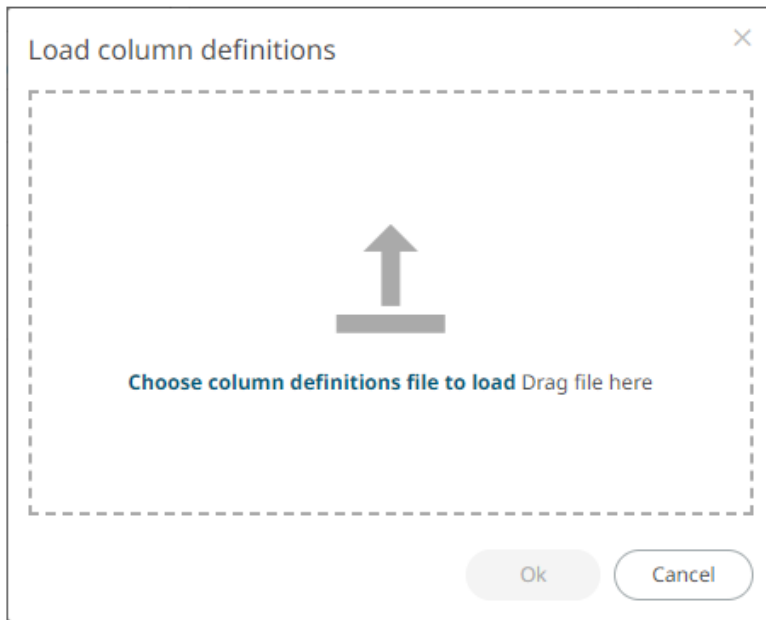 Load column definitions
Choose column definitions file to load Drag file here
Ok
Cancel